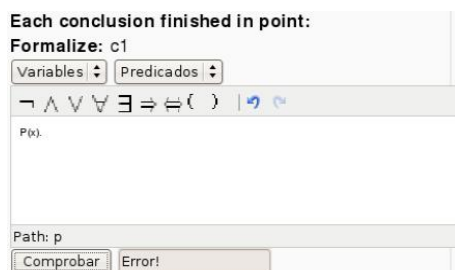 Each conclusion finished in point:
Formalize: c1
Variables Predicados
¬ ∧ ∨ ∀ ∃ ⇒ ⇔ ( )
P(x).
Path: p
Comprobar Error!